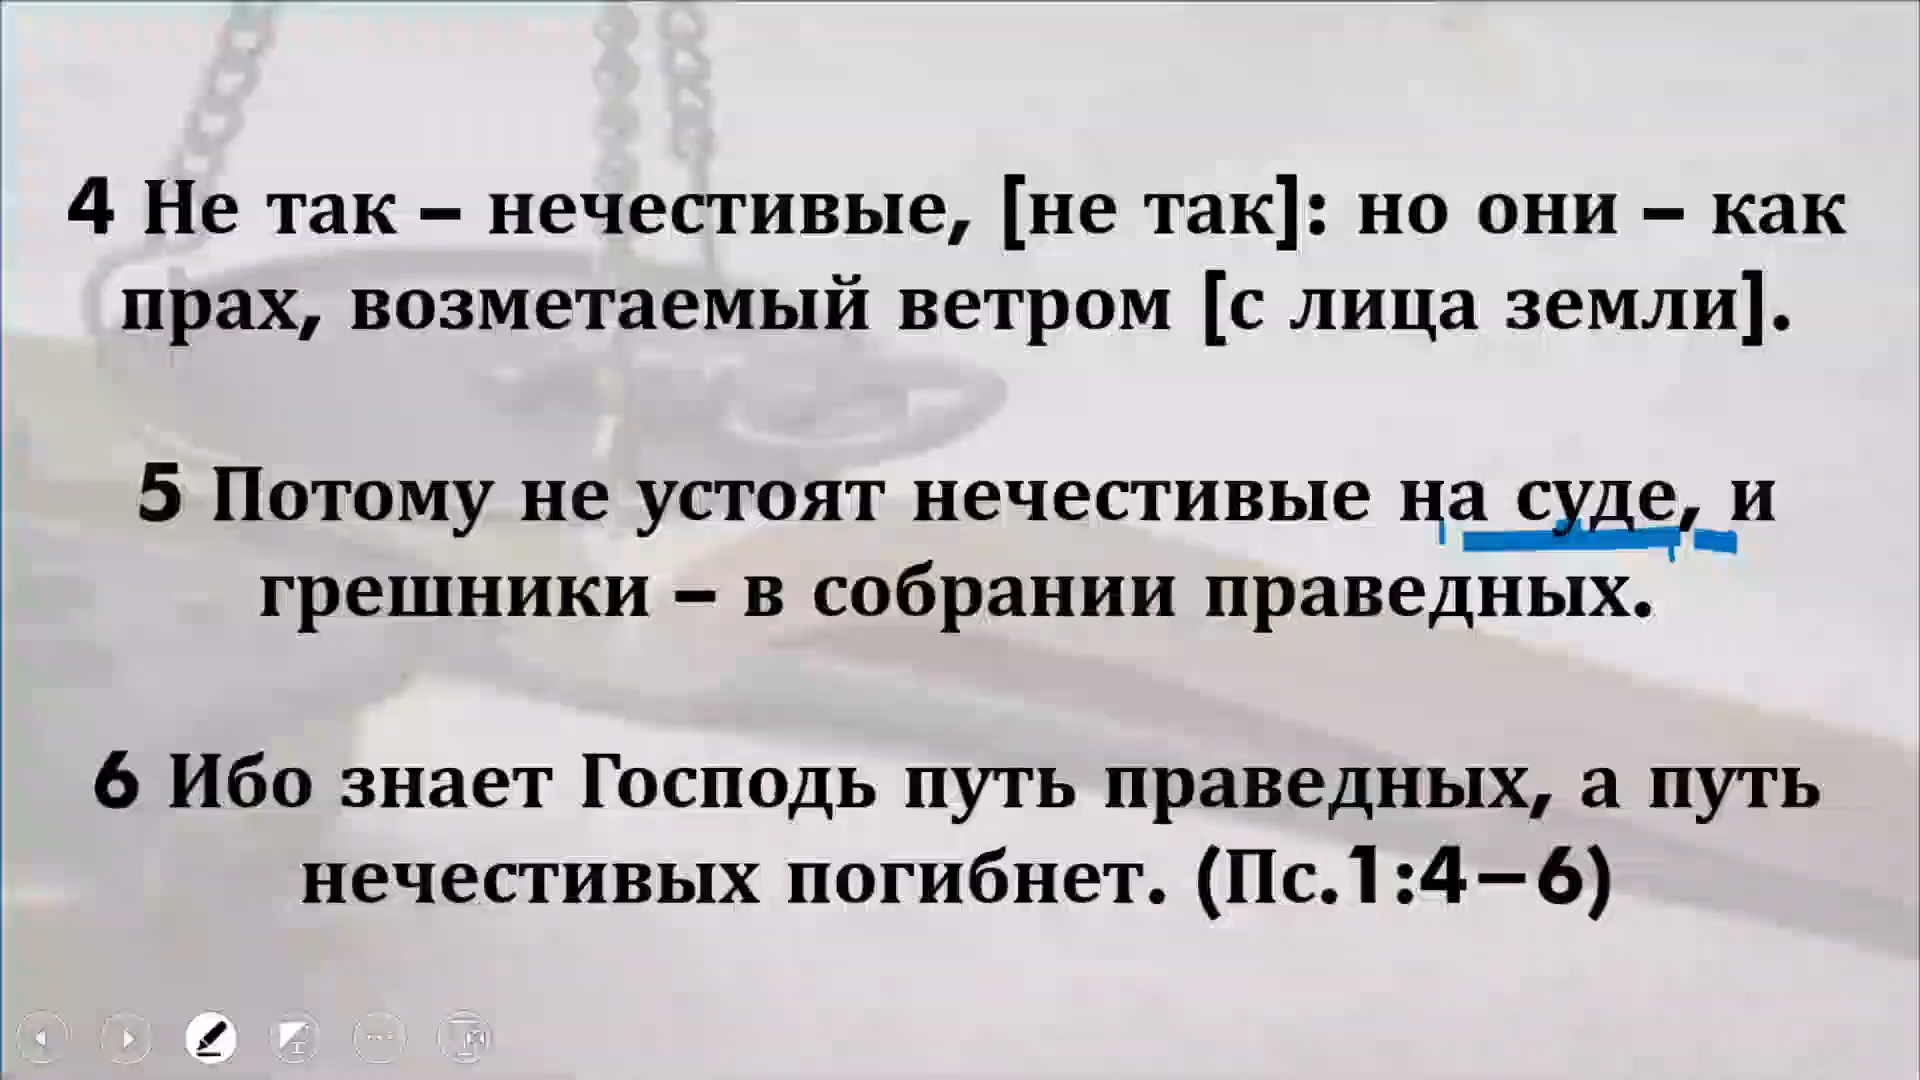 4 Не так – нечестивые, [не так]: но они – как
прах, возметаемый ветром [с лица земли].
5 Потому не устоят нечестивые на суде, и
грешники – в собрании праведных.
6 Ибо знает Господь путь праведных, а путь
нечестивых погибнет. (Пс.1:4–6)